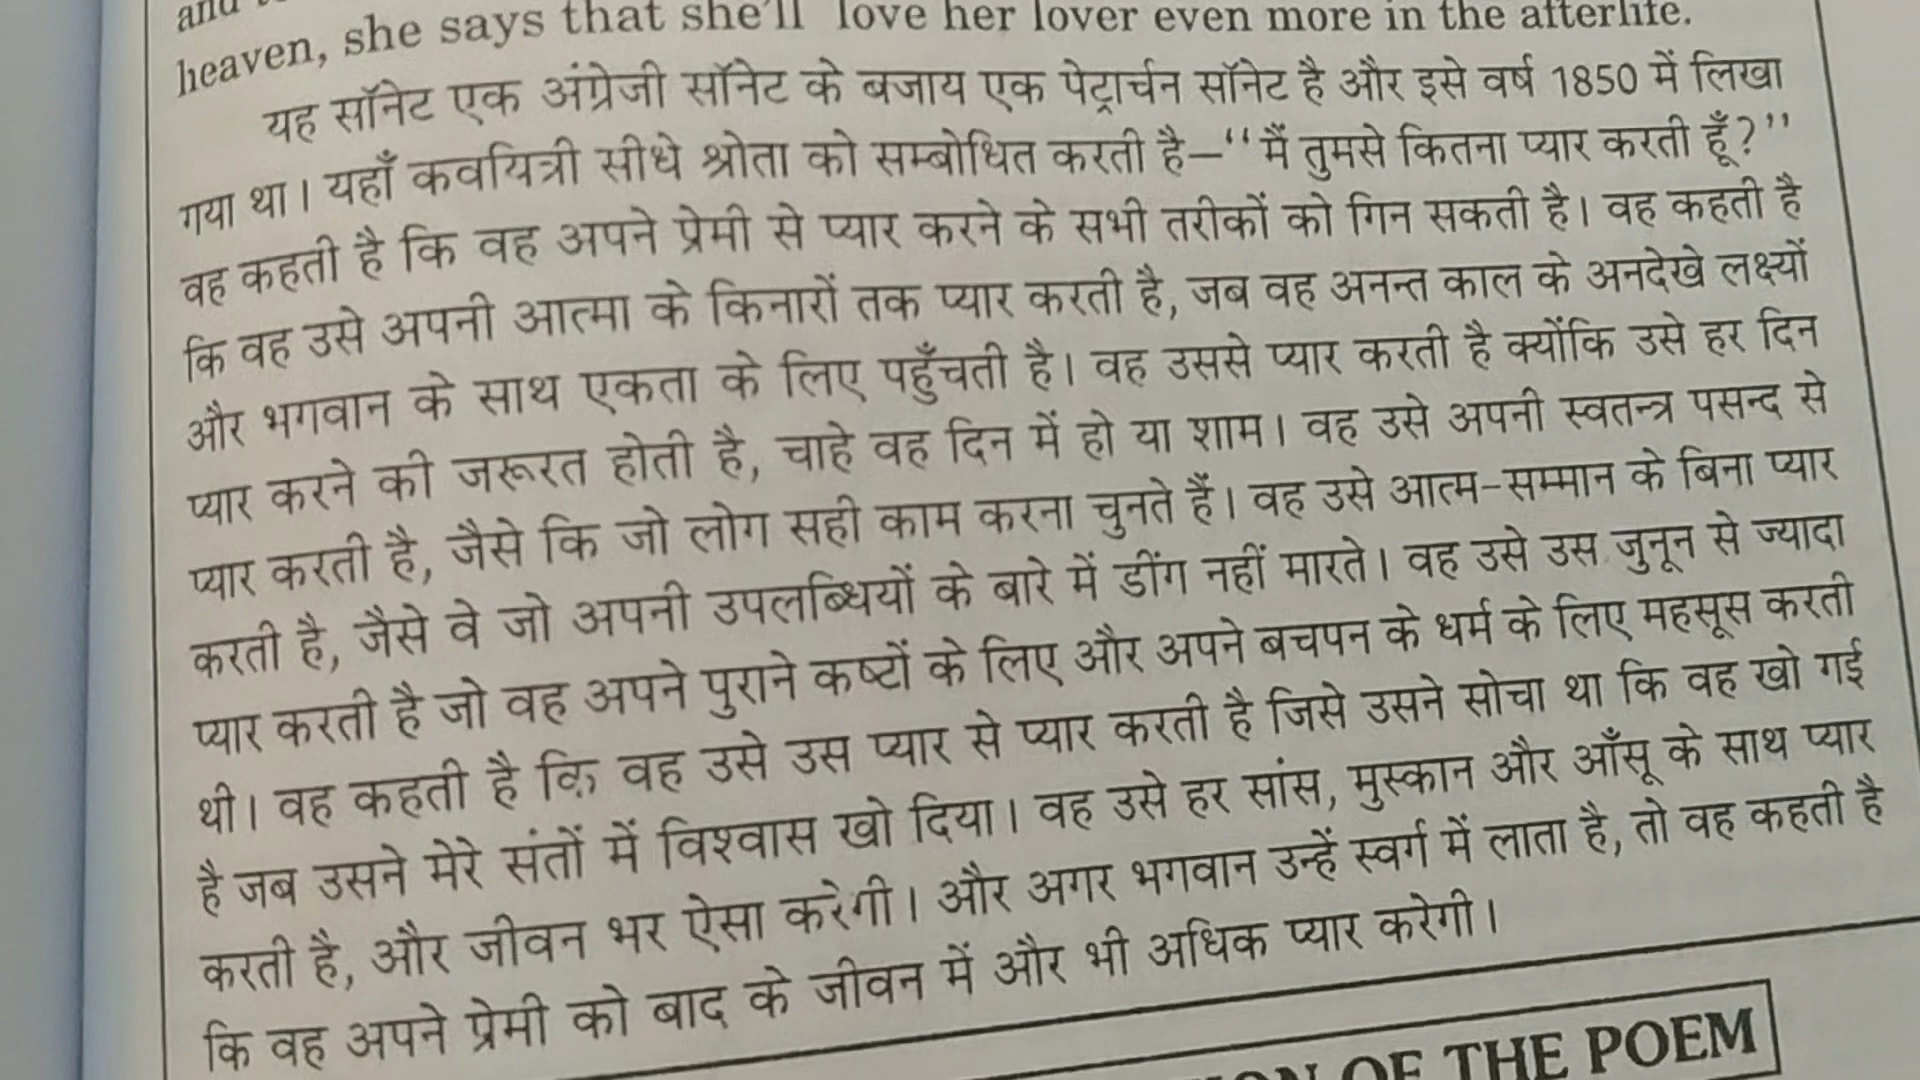 heaven, she says that she'll love her lover even more in the afterlife.
यह सॉनेट एक अंग्रेजी सॉनेट के बजाय एक पेट्रार्चन सॉनेट है और इसे वर्ष 1850 में लिखा
गया था। यहाँ कवयित्री सीधे श्रोता को सम्बोधित करती है–‘‘मैं तुमसे कितना प्यार करती हूँ?’’
वह कहती है कि वह अपने प्रेमी से प्यार करने के सभी तरीकों को गिन सकती है। वह कहती है
कि वह उसे अपनी आत्मा के किनारों तक प्यार करती है, जब वह अनन्त काल के अनदेखे लक्ष्यों
और भगवान के साथ एकता के लिए पहुँचती है। वह उससे प्यार करती है क्योंकि उसे हर दिन
प्यार करने की जरूरत होती है, चाहे वह दिन में हो या शाम। वह उसे अपनी स्वतन्त्र पसन्द से
प्यार करती है, जैसे कि जो लोग सही काम करना चुनते हैं। वह उसे आत्म-सम्मान के बिना प्यार
करती है, जैसे वे जो अपनी उपलब्धियों के बारे में डींग नहीं मारते। वह उसे उस जुनून से ज्यादा
प्यार करती है जो वह अपने पुराने कष्टों के लिए और अपने बचपन के धर्म के लिए महसूस करती
थी। वह कहती है कि वह उसे उस प्यार से प्यार करती है जिसे उसने सोचा था कि वह खो गई
है जब उसने मेरे संतों में विश्वास खो दिया। वह उसे हर सांस, मुस्कान और आँसू के साथ प्यार
करती है, और जीवन भर ऐसा करेगी। और अगर भगवान उन्हें स्वर्ग में लाता है, तो वह कहती है
कि वह अपने प्रेमी को बाद के जीवन में और भी अधिक प्यार करेगी।
OF THE POEM